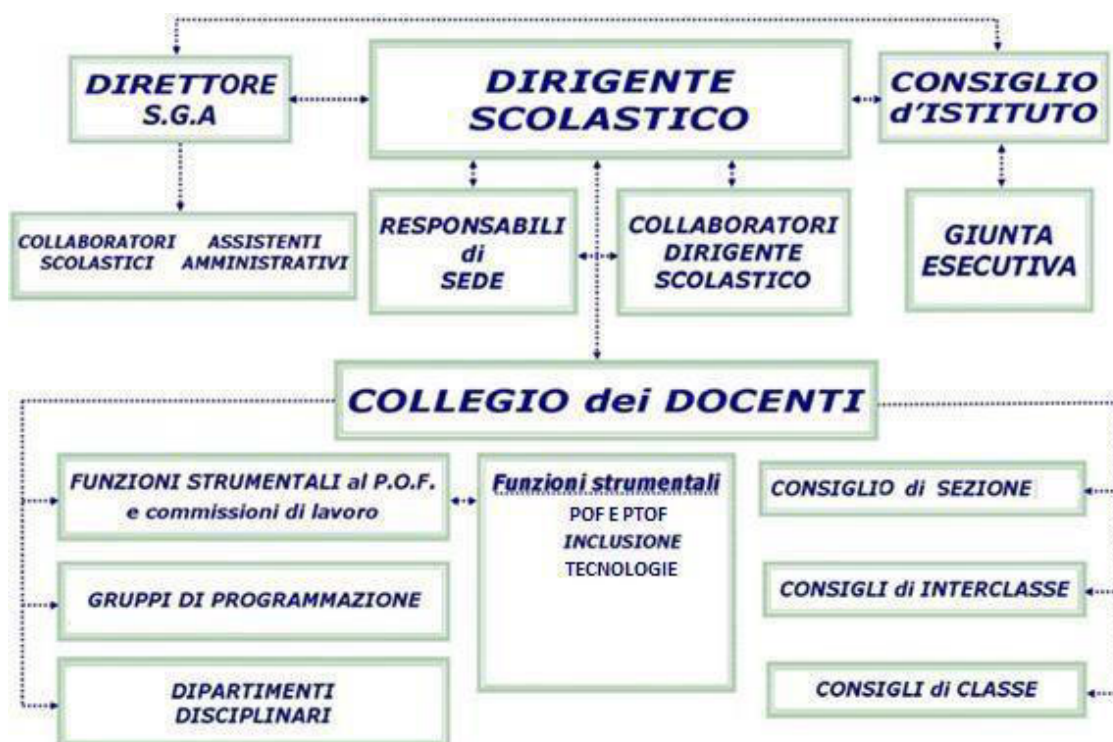 DIRETTORE
S.G.A
DIRIGENTE
SCOLASTICO
CONSIGLIO
d'ISTITUTO
COLLABORATORI
SCOLASTICI
ASSISTENTI
AMMINISTRATIVI
RESPONSABILI
di
SEDE
COLLABORATORI
DIRIGENTE
SCOLASTICO
GIUNTA
ESECUTIVA
COLLEGIO dei DOCENTI
FUNZIONI STRUMENTALI al P.O.F.
e commissioni di lavoro
Funzioni strumentali
POF E PTOF
INCLUSIONE
TECNOLOGIE
CONSIGLIO di SEZIONE
GRUPPI DI PROGRAMMAZIONE
CONSIGLI di INTERCLASSE
DIPARTIMENTI
DISCIPLINARI
CONSIGLI di CLASSE